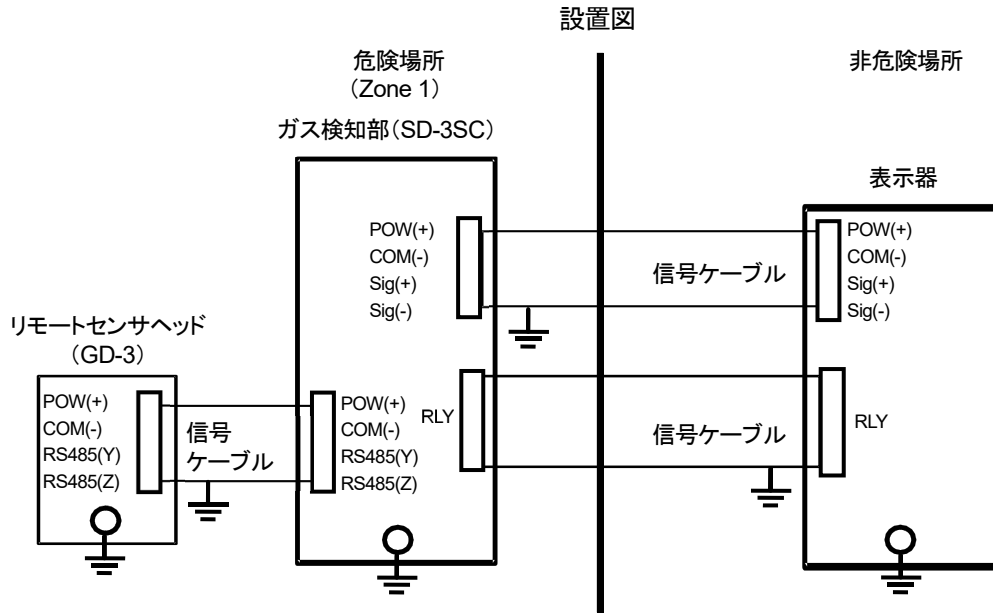 設置図
危険場所
（Zone 1）
非危険場所
ガス検知部（SD-3SC）
表示器
POW(+)
COM(-)
Sig(+)
Sig(-)
信号ケーブル
POW(+)
COM(-)
Sig(+)
Sig(-)
リモートセンサヘッド
（GD-3）
POW(+)
COM(-)
RS485(Y)
RS485(Z)
信号
ケーブル
POW(+)
COM(-)
RS485(Y)
RS485(Z)
RLY
信号ケーブル
RLY